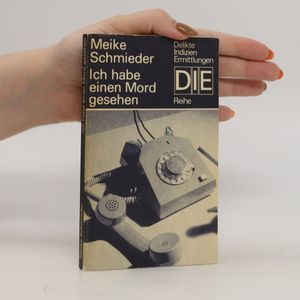 Meike
Schmieder
Ich habe
einen Mord
gesehen
Delikte
Indizien
Ermittlungen
DIE
Reihe